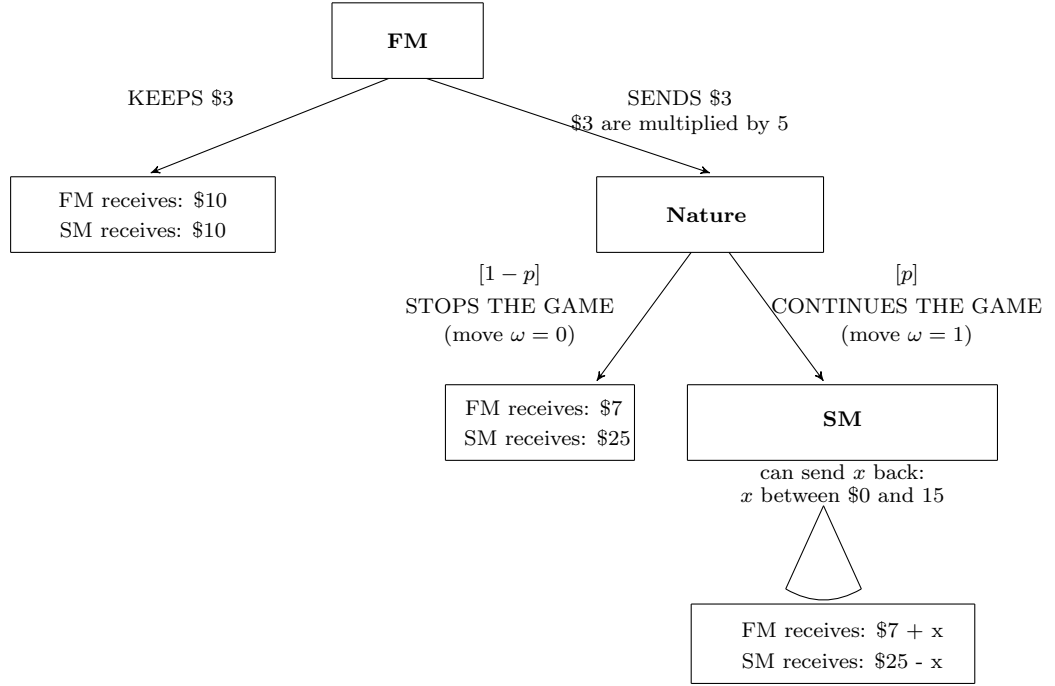 FM
KEEPS $3
SENDS $3
$3 are multiplied by 5
FM receives: $10
SM receives: $10
Nature
[1 − p]
STOPS THE GAME
(move ω = 0)
[p]
CONTINUES THE GAME
(move ω = 1)
FM receives: $7
SM receives: $25
SM
can send x back:
x between $0 and 15
FM receives: $7 + x
SM receives: $25 - x